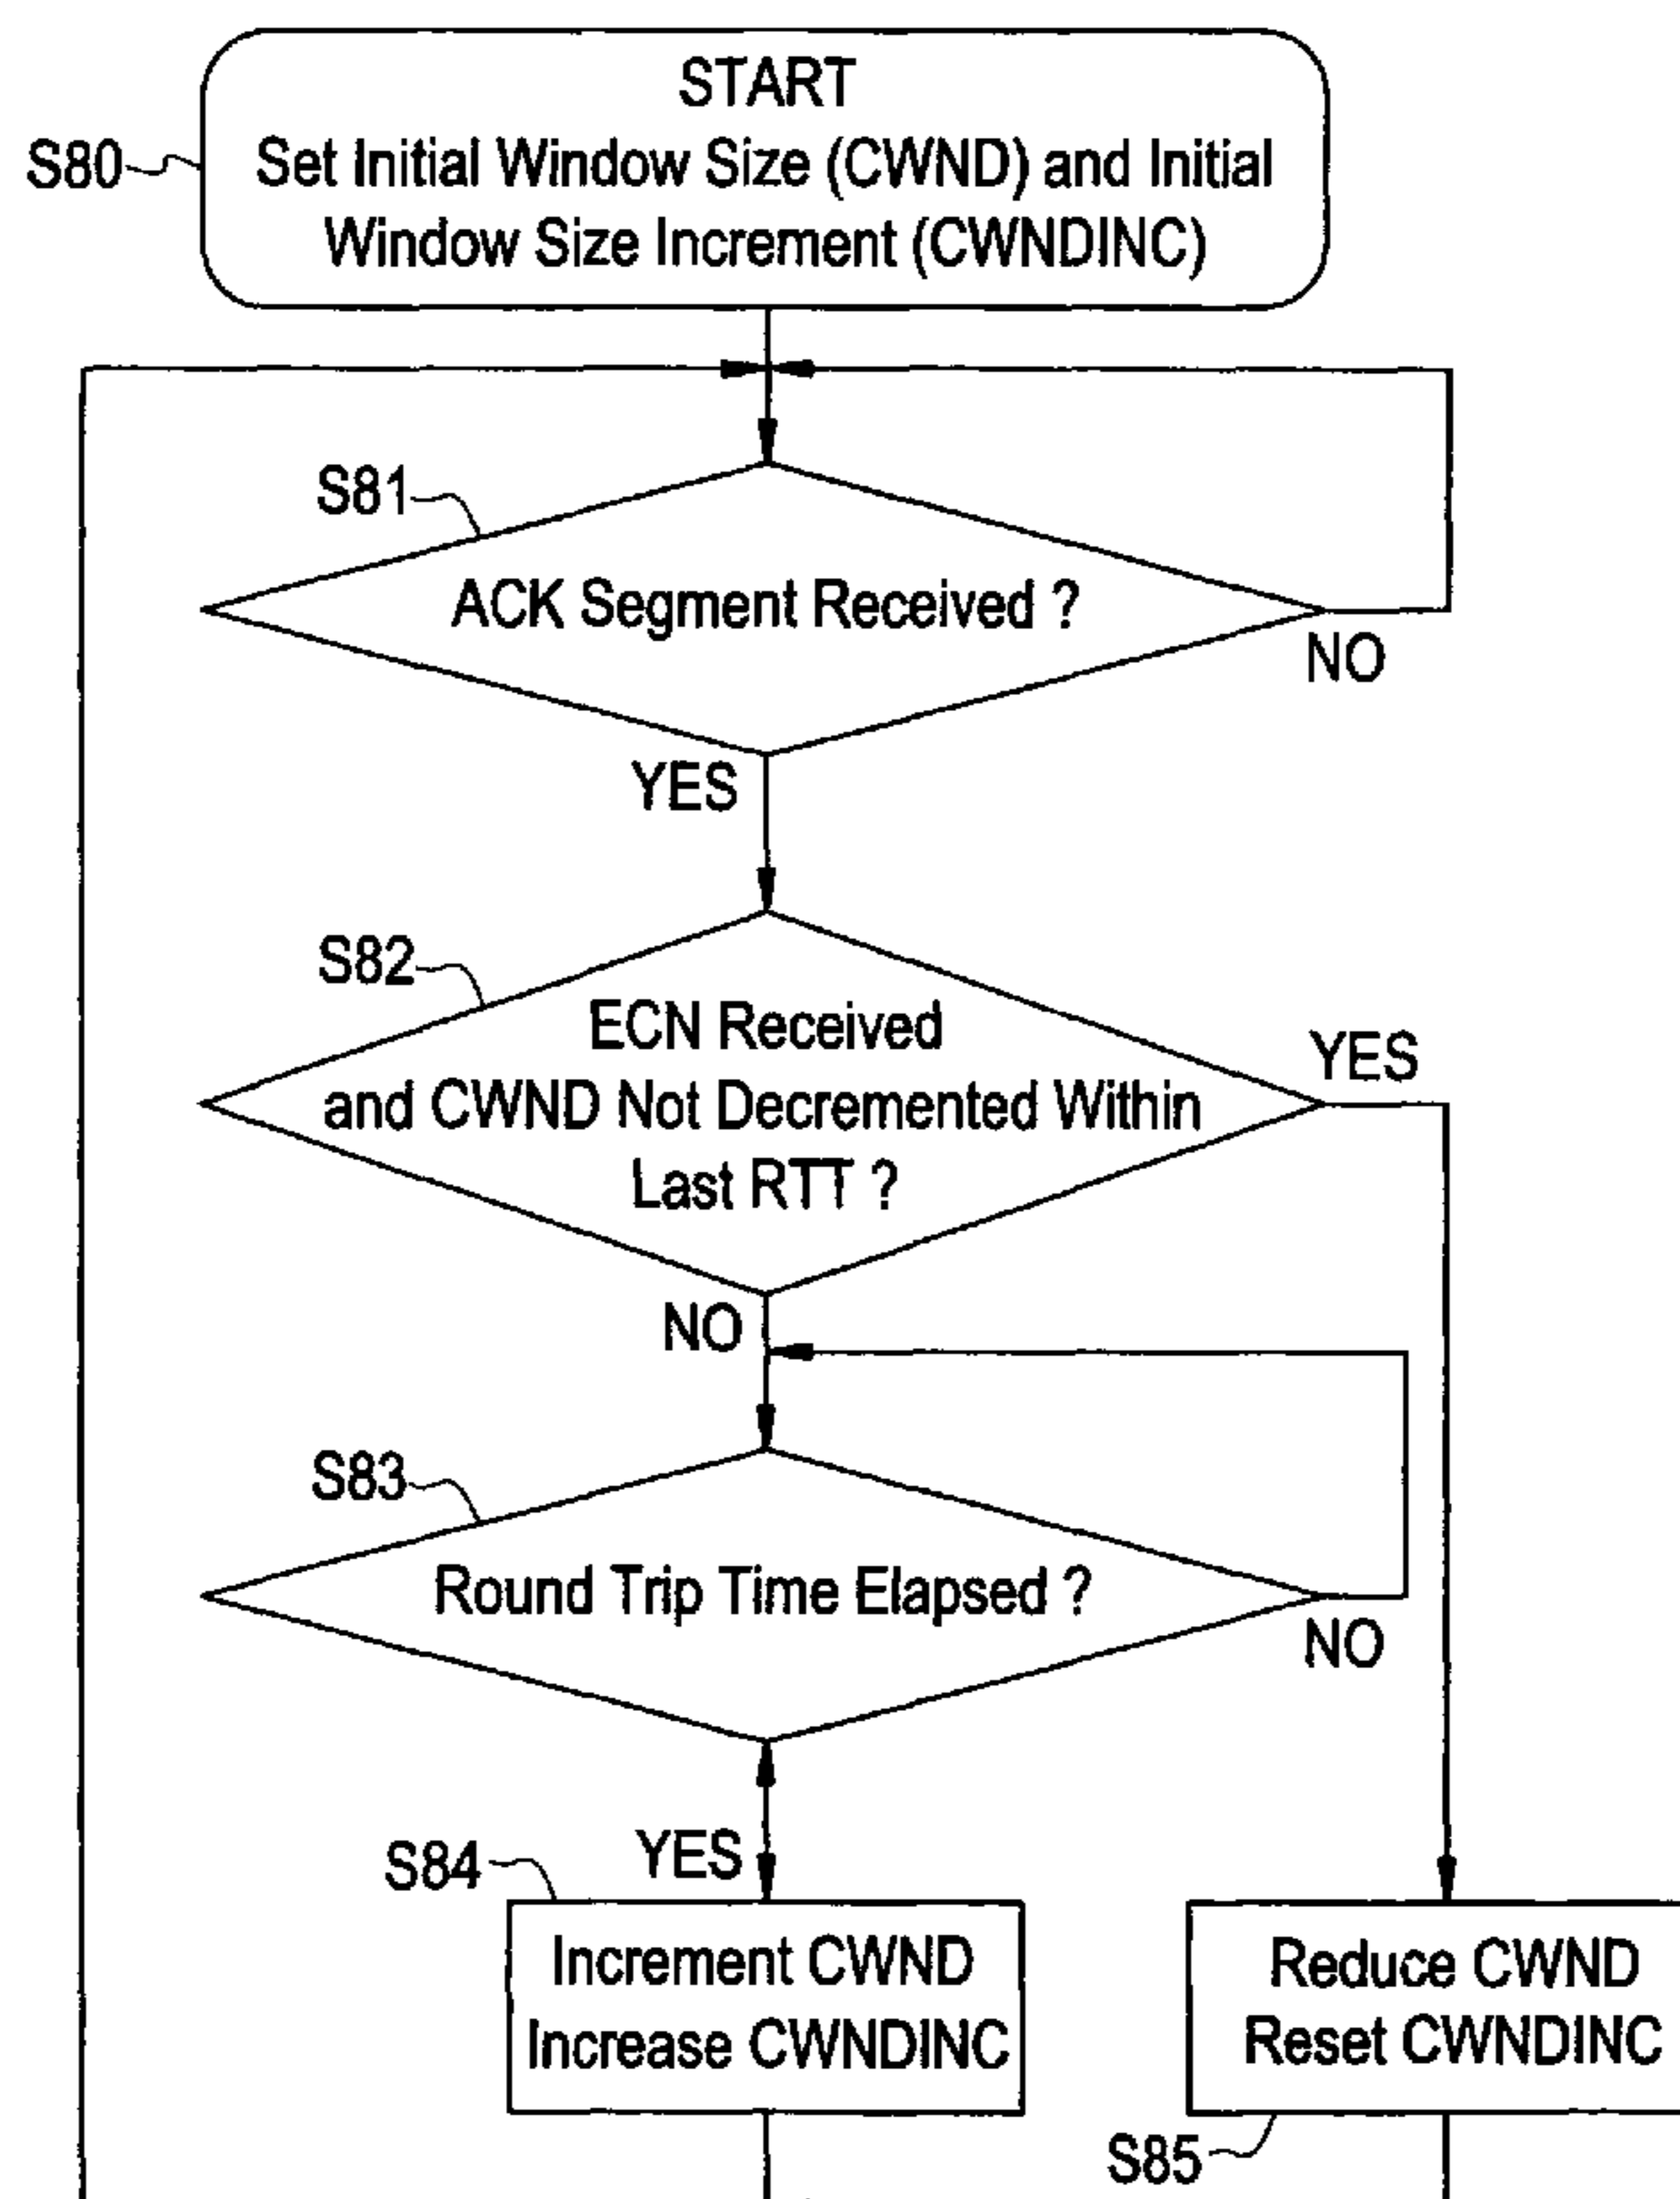 START
S80
Set Initial Window Size (CWND) and Initial
Window Size Increment (CWNDINC)
S81
ACK Segment Received ?
NO
YES
S82
ECN Received
YES
and CWND Not Decremented Within
Last RTT ?
NO
S83
Round Trip Time Elapsed ?
NO
YES
S84
Increment CWND
Increase CWNDINC
Reduce CWND
Reset CWNDINC
S85